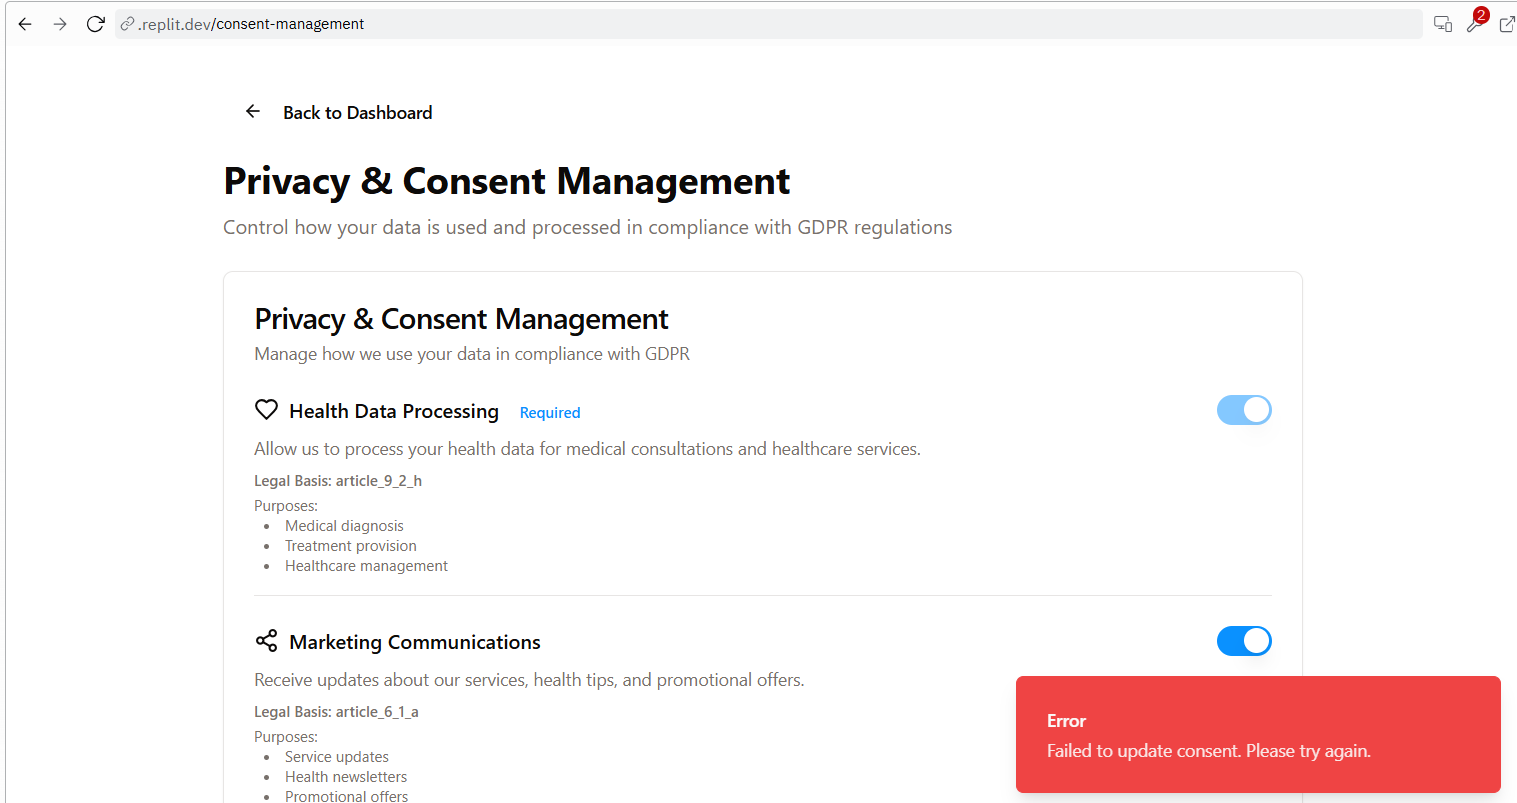 .replit.dev/consent-management
2
Back to Dashboard
Privacy & Consent Management
Control how your data is used and processed in compliance with GDPR regulations
Privacy & Consent Management
Manage how we use your data in compliance with GDPR
Health Data Processing Required
Allow us to process your health data for medical consultations and healthcare services.
Legal Basis: article_9_2_h
Purposes:
• Medical diagnosis
• Treatment provision
• Healthcare management
Marketing Communications
Receive updates about our services, health tips, and promotional offers.
Legal Basis: article_6_1_a
Purposes:
• Service updates
• Health newsletters
• Promotional offers
Error
Failed to update consent. Please try again.